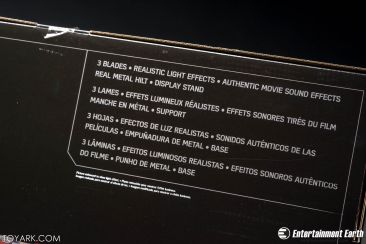 3 BLADES • REALISTIC LIGHT EFFECTS • AUTHENTIC MOVIE SOUND EFFECTS
REAL METAL HILT • DISPLAY STAND
3 LAMES • EFFETS LUMINEUX RÉALISTES • EFFETS SONORES TIRÉS DU FILM
MANCHE EN MÉTAL • SUPPORT
3 HOJAS • EFECTOS DE LUZ REALISTAS • SONIDOS AUTÉNTICOS DE LAS
PELÍCULAS • EMPUÑADURA DE METAL • BASE
3 LÂMINAS • EFEITOS LUMINOSOS REALISTAS • EFEITOS SONOROS AUTÊNTICOS
DO FILME • PUNHO DE METAL • BASE
TOYARK.COM
Entertainment Earth